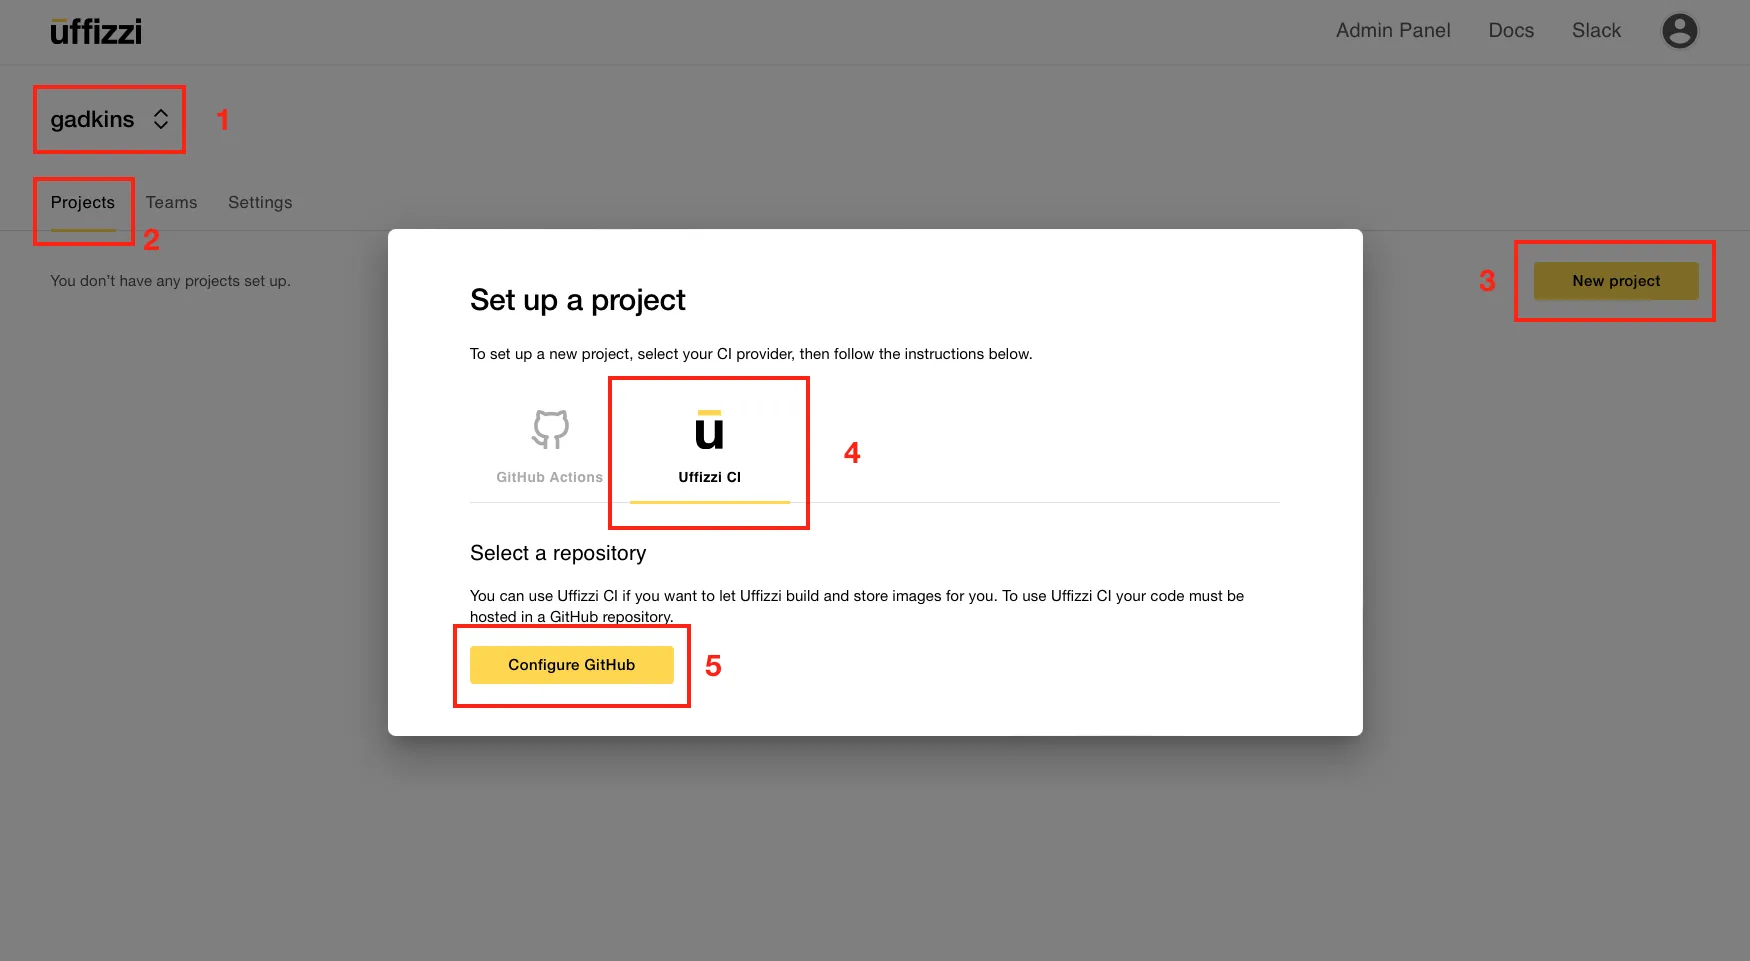 uffizzi
Admin Panel Docs Slack
gadkins 1
Projects Teams Settings
2
You don't have any projects set up.
3 New project
Set up a project
To set up a new project, select your CI provider, then follow the instructions below.
u
4
GitHub Actions Uffizzi CI
Select a repository
You can use Uffizzi CI if you want to let Uffizzi build and store images for you. To use Uffizzi CI your code must be
hosted in a GitHub repository.
Configure GitHub 5